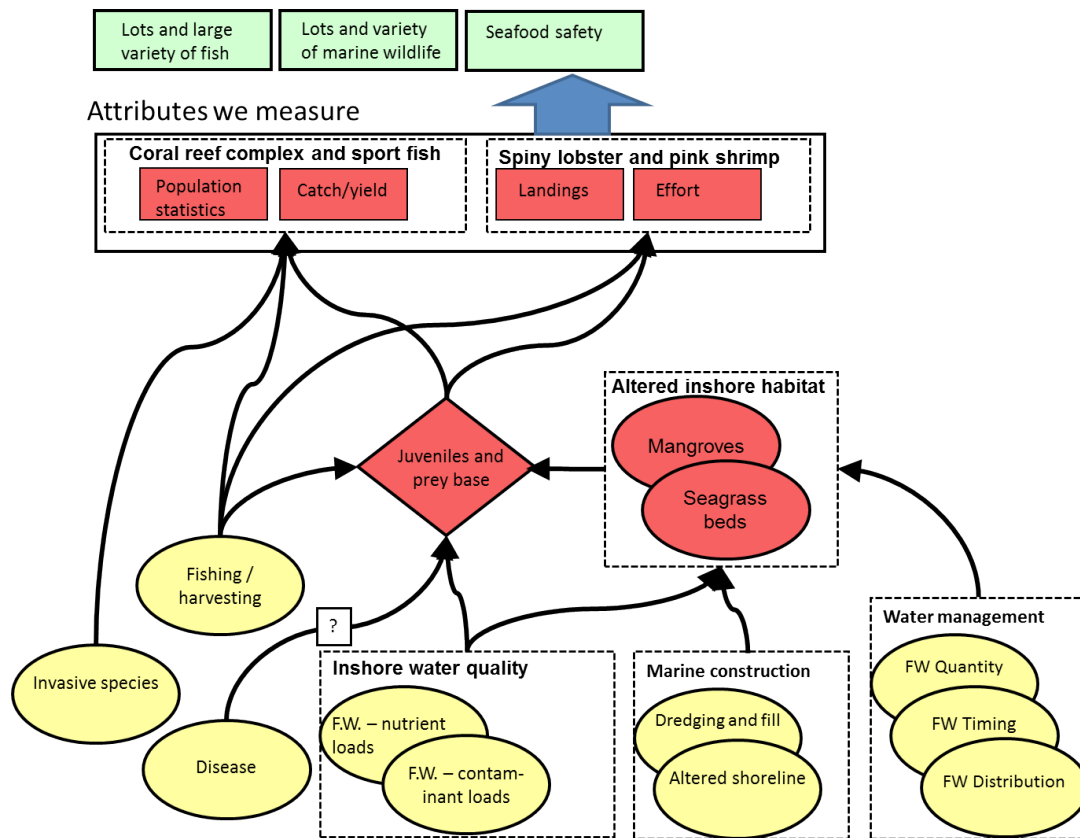 Lots and large
variety of fish
Lots and variety
of marine wildlife
Seafood safety
Attributes we measure
Coral reef complex and sport fish
Population
statistics
Catch/yield
Spiny lobster and pink shrimp
Landings
Effort
Altered inshore habitat
Mangroves
Seagrass
beds
Juveniles and
prey base
Fishing /
harvesting
?
Invasive species
Disease
Inshore water quality
F.W. – nutrient
loads
F.W. – contam-
inant loads
Marine construction
Dredging and fill
Altered shoreline
Water management
FW Quantity
FW Timing
FW Distribution